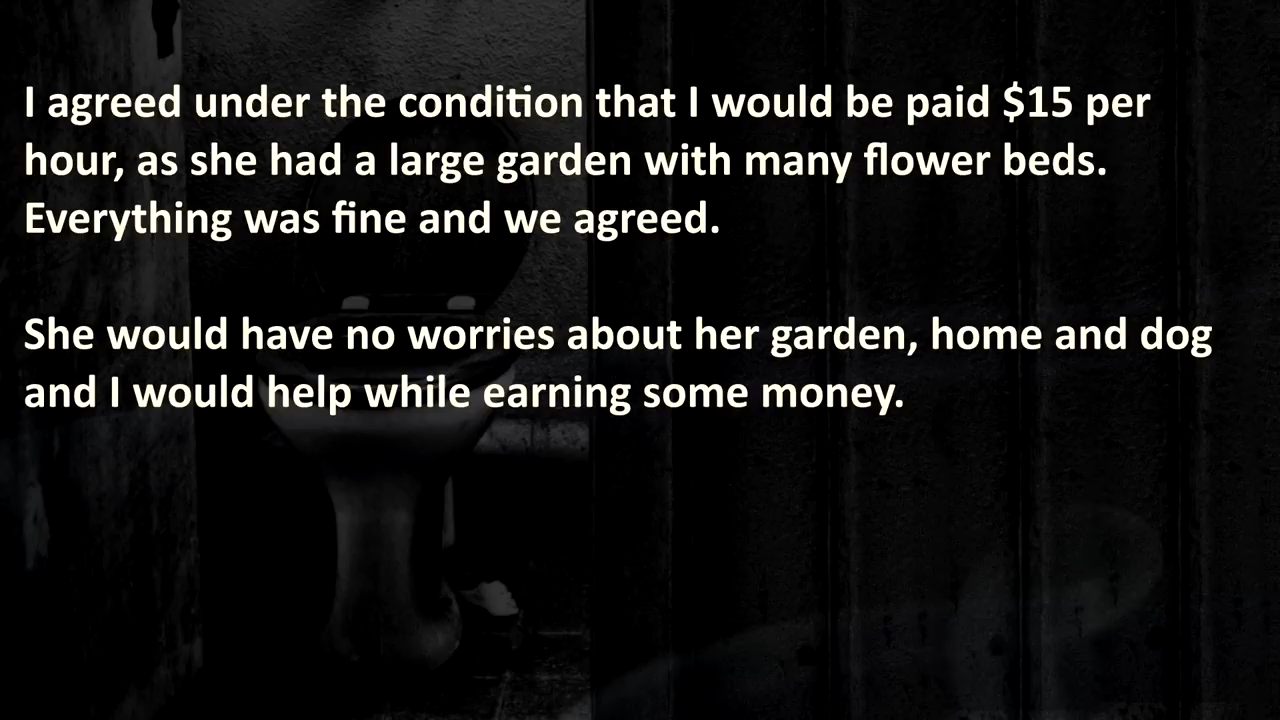 I agreed under the condition that I would be paid $15 per
hour, as she had a large garden with many flower beds.
Everything was fine and we agreed.
She would have no worries about her garden, home and dog
and I would help while earning some money.